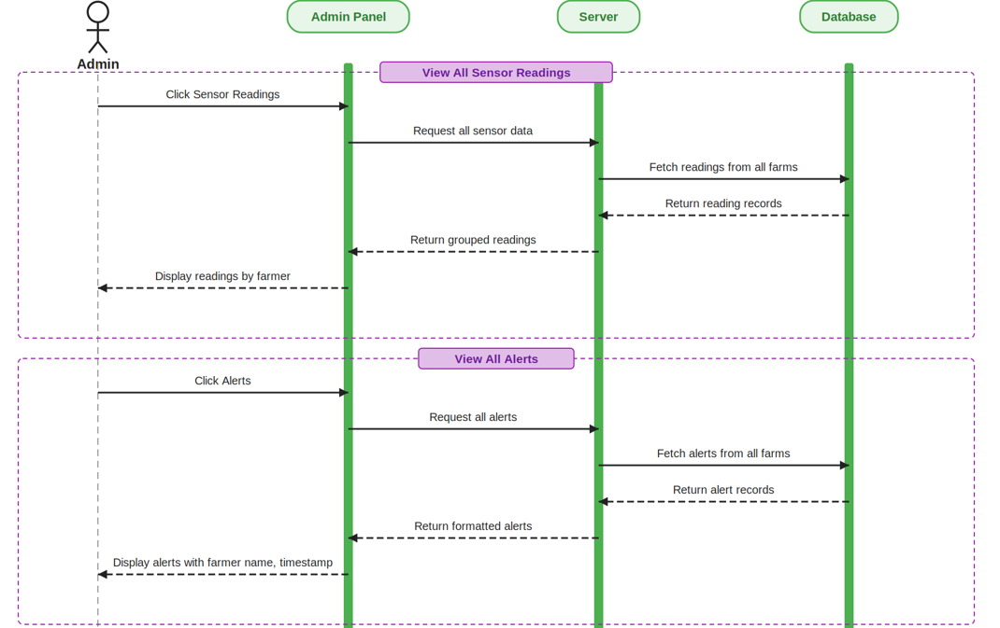 Admin Panel
Server
Database
Admin
View All Sensor Readings
Click Sensor Readings
Request all sensor data
Fetch readings from all farms
Return reading records
Return grouped readings
Display readings by farmer
View All Alerts
Click Alerts
Request all alerts
Fetch alerts from all farms
Return alert records
Return formatted alerts
Display alerts with farmer name, timestamp